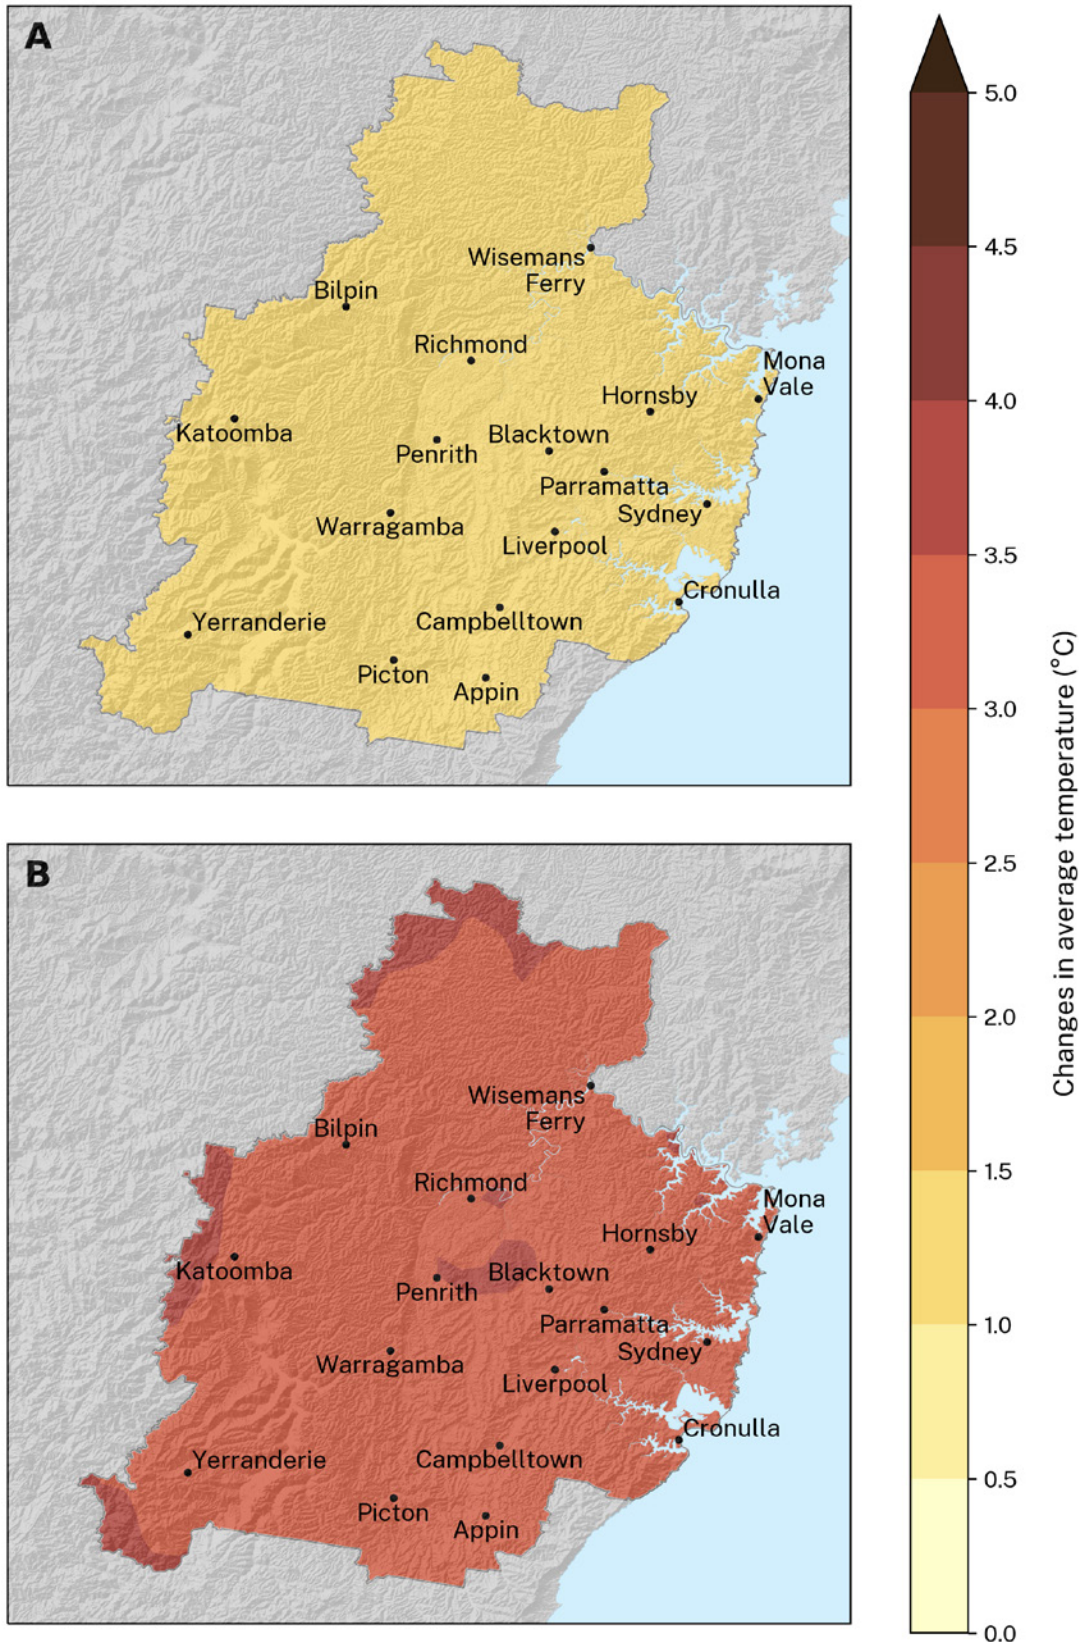 A
Wisemans
Ferry
Bilpin
Richmond
Mona
Vale
Hornsby
Katoomba
Blacktown
Penrith
Parramatta
Sydney
Warragamba
Liverpool
Cronulla
Yerranderie
Campbelltown
Picton
Appin
B
Wisemans
Ferry
Bilpin
Richmond
Mona
Vale
Hornsby
Katoomba
Blacktown
Penrith
Parramatta
Sydney
Warragamba
Liverpool
Cronulla
Yerranderie
Campbelltown
Picton
Appin
5.0
4.5
4.0
3.5
3.0
2.5
2.0
1.5
1.0
0.5
0.0
Changes in average temperature (°C)